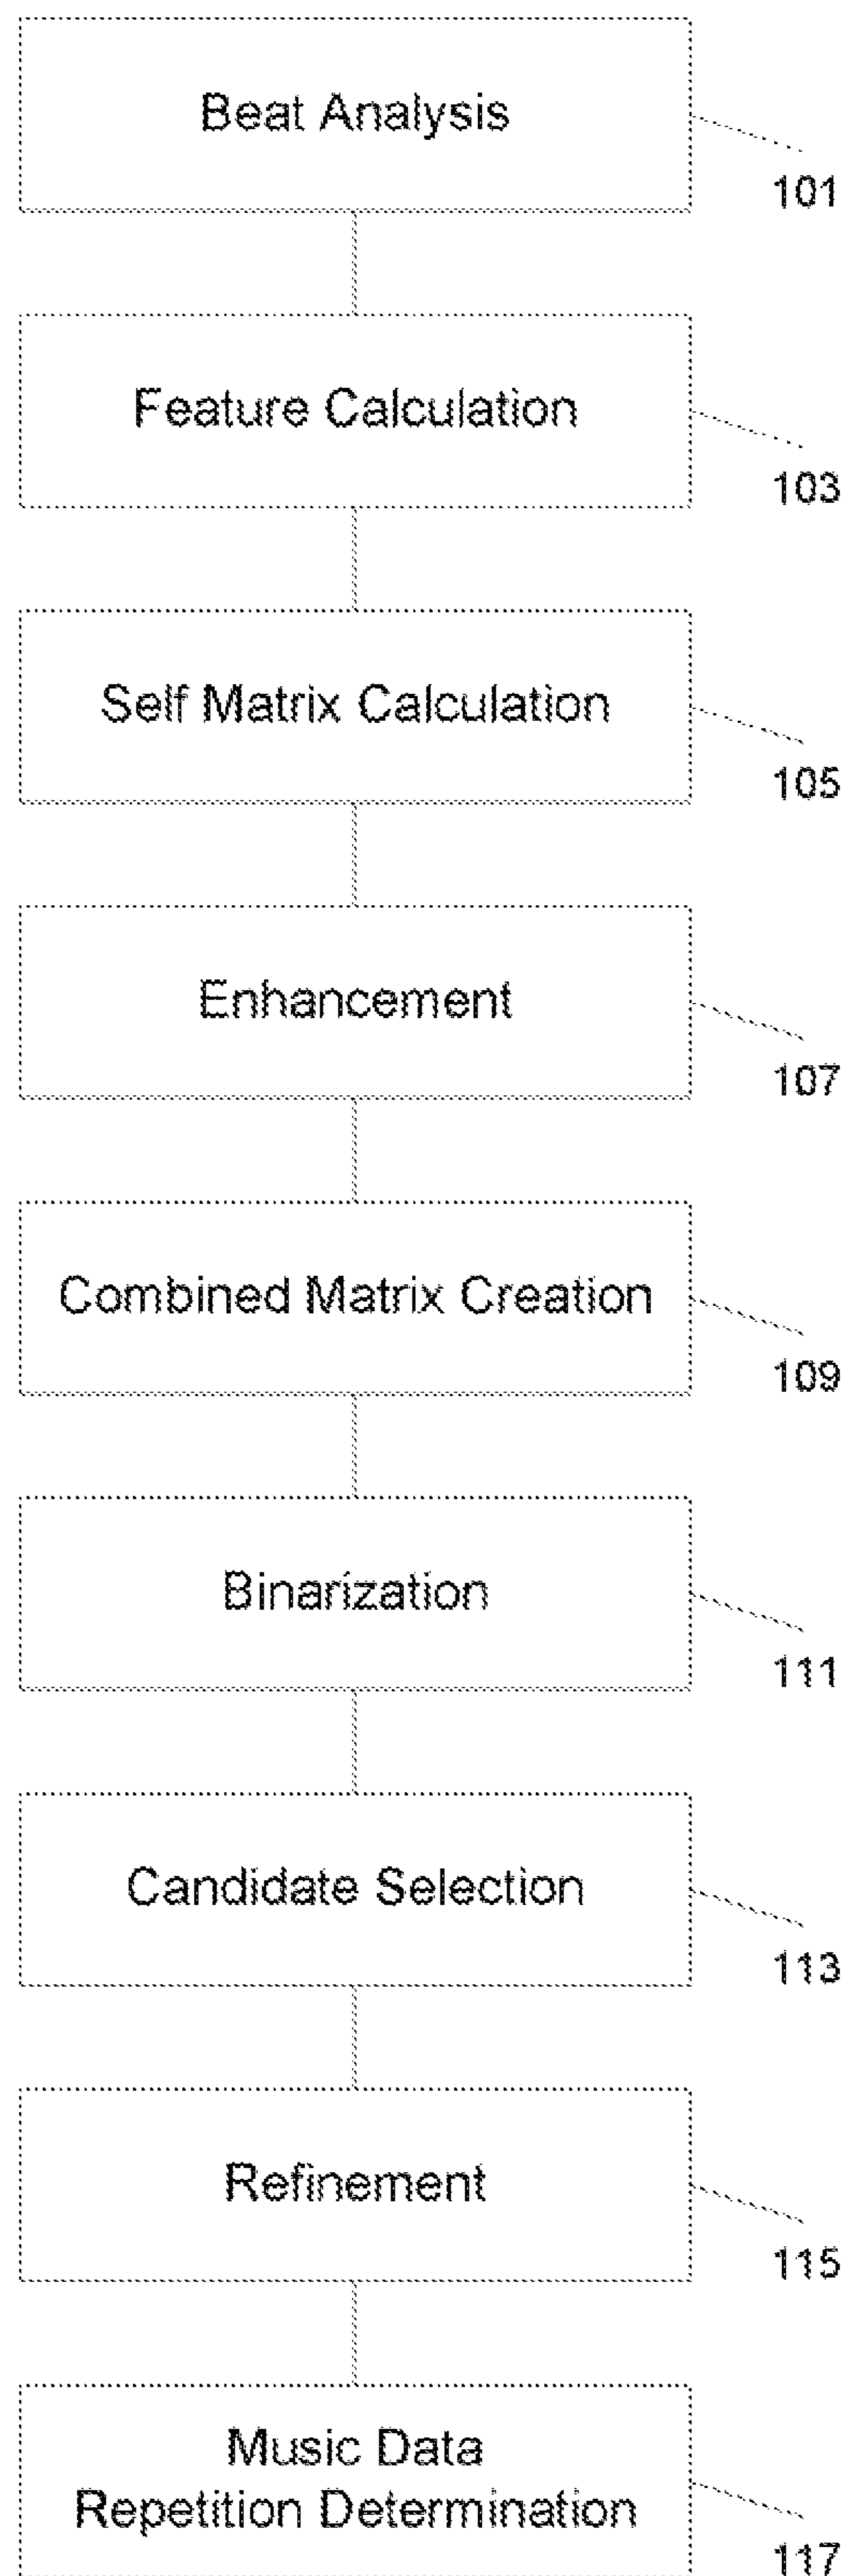 Beat Analysis
101
Feature Calculation
103
Self Matrix Calculation
105
Enhancement
107
Combined Matrix Creation
109
Binarization
111
Candidate Selection
113
Refinement
115
Music Data
Repetition Determination
117